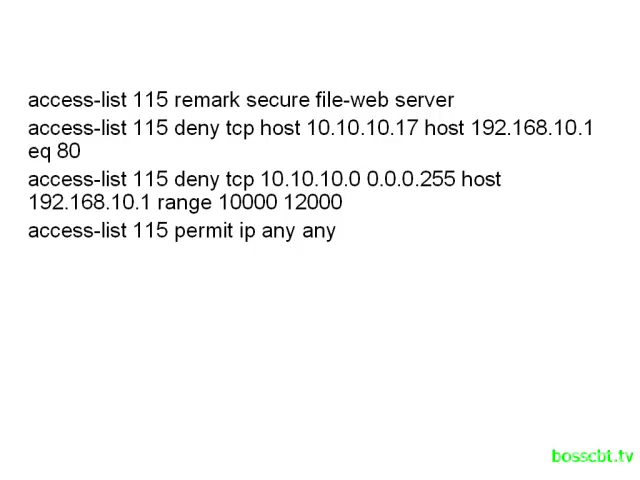 access-list 115 remark secure file-web server
access-list 115 deny tcp host 10.10.10.17 host 192.168.10.1
eq 80
access-list 115 deny tcp 10.10.10.0 0.0.0.255 host
192.168.10.1 range 10000 12000
access-list 115 permit ip any any
bosscbt.tv